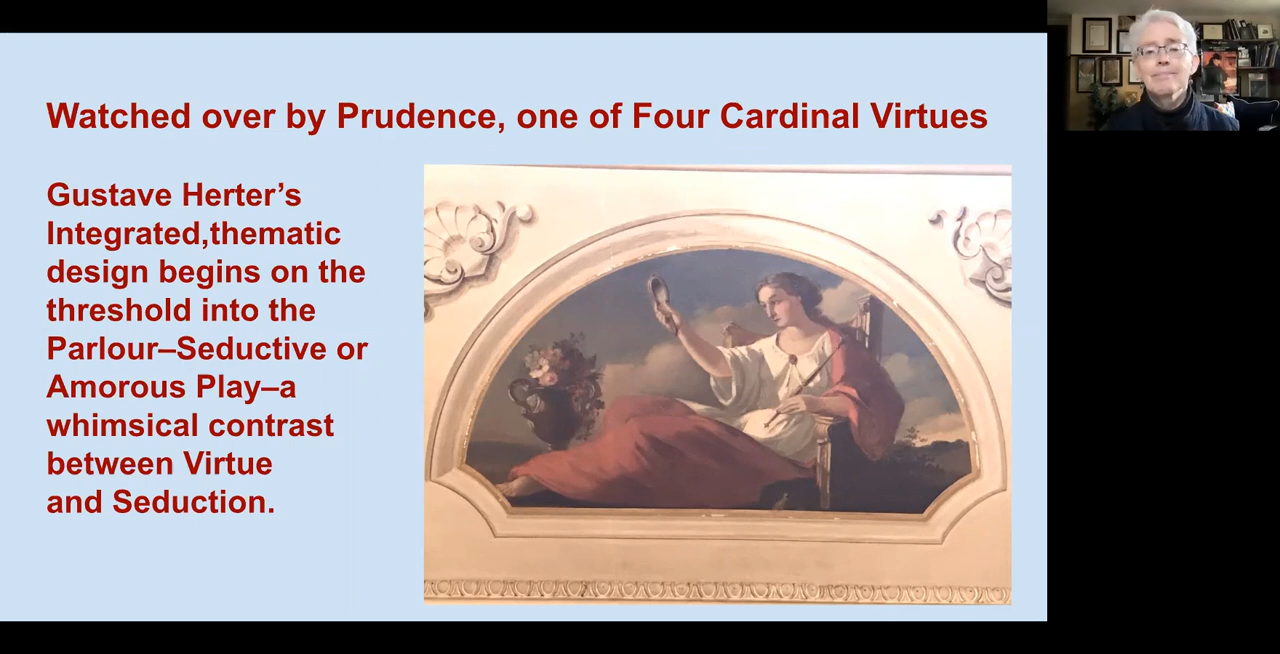 Watched over by Prudence, one of Four Cardinal Virtues
Gustave Herter’s
Integrated,thematic
design begins on the
threshold into the
Parlour–Seductive or
Amorous Play–a
whimsical contrast
between Virtue
and Seduction.